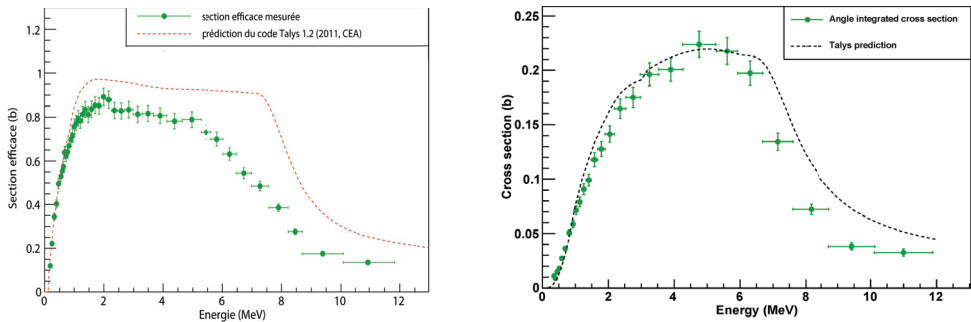 section efficace mesurée
prédiction du code Talys 1.2 (2011, CEA)
Section efficace (b)
1.2
1
0.8
0.6
0.4
0.2
0
0 2 4 6 8 10 12
Energie (MeV)
Angle integrated cross section
Talys prediction
Cross section (b)
0.25
0.2
0.15
0.1
0.05
0
0 2 4 6 8 10 12
Energy (MeV)